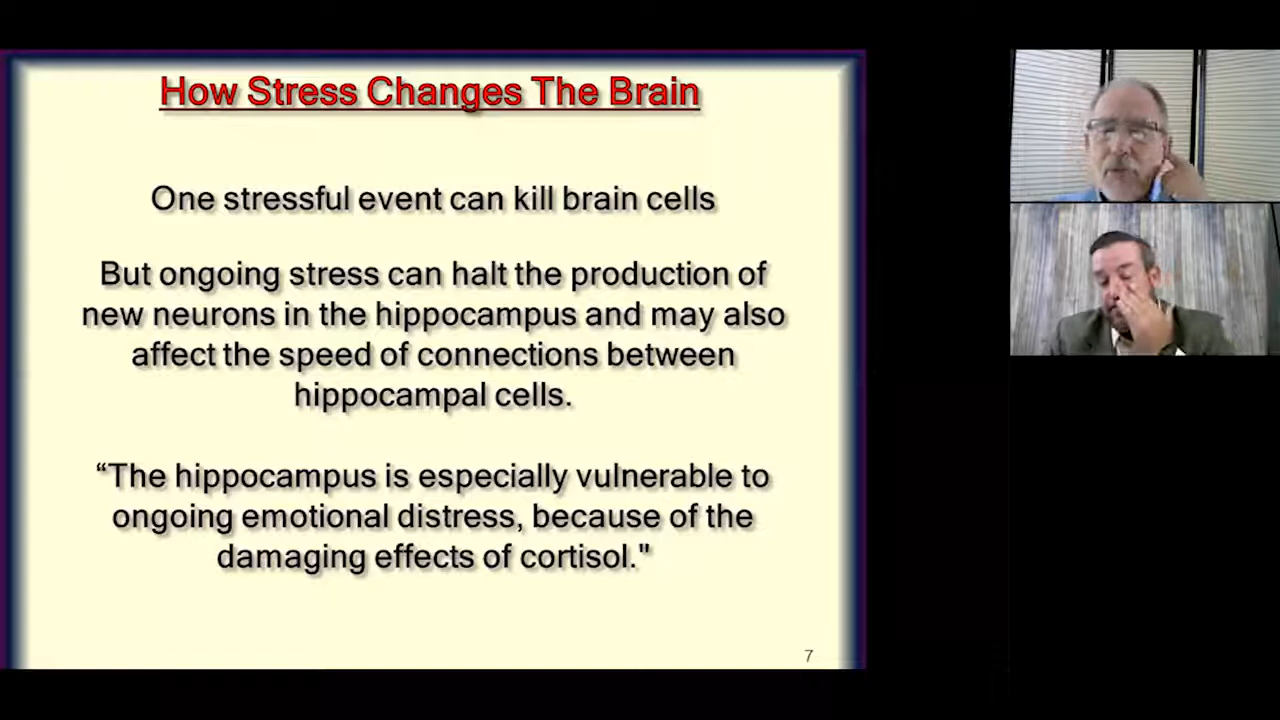 How Stress Changes The Brain
One stressful event can kill brain cells
But ongoing stress can halt the production of
new neurons in the hippocampus and may also
affect the speed of connections between
hippocampal cells.
“The hippocampus is especially vulnerable to
ongoing emotional distress, because of the
damaging effects of cortisol."
7